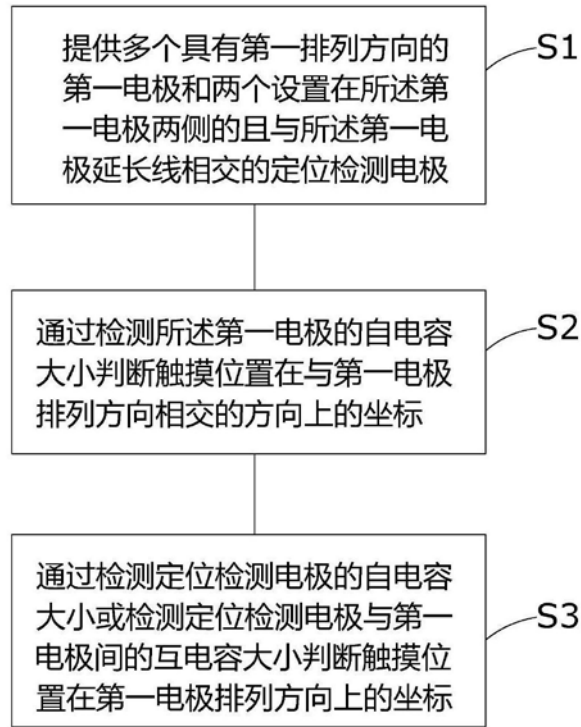 提供多个具有第一排列方向的
第一电极和两个设置在所述第
一电极两侧的且与所述第一电
极延长线相交的定位检测电极
S1
通过检测所述第一电极的自电容
大小判断触摸位置在与第一电极
排列方向相交的方向上的坐标
S2
通过检测定位检测电极的自电容
大小或检测定位检测电极与第一
电极间的互电容大小判断触摸位
置在第一电极排列方向上的坐标
S3